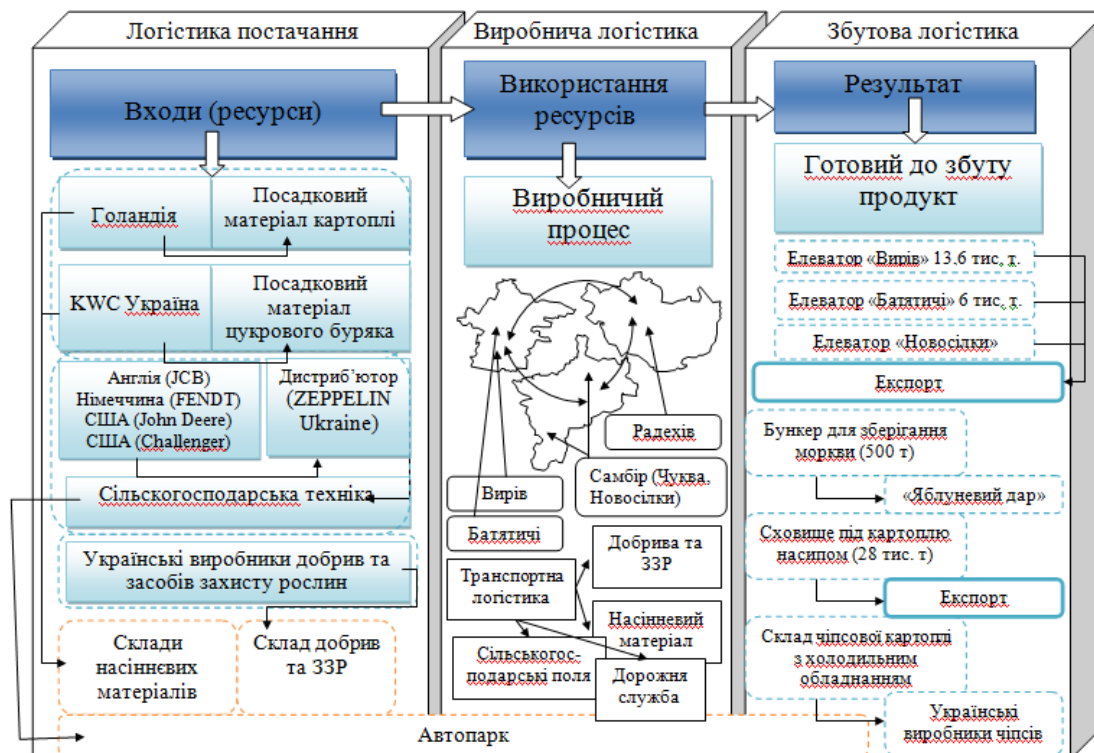 Логістика постачання
Виробнича логістика
Збутова логістика
Входи (ресурси)
Використання
ресурсів
Результат
Голандія
Посадковий
матеріал картоплі
KWC Україна
Посадковий
матеріал
цукрового буряка
Англія (JCB)
Німеччина (FENDT)
США (John Deere)
США (Challenger)
Дистриб’ютор
(ZEPPELIN
Ukraine)
Сільскогосподарська техніка
Українські виробники добрив та
засобів захисту рослин
Склади
насіннєвих
матеріалів
Склад добрив
та ЗЗР
Виробничий
процес
Радехів
Самбір (Чуква,
Новосілки)
Вирів
Батятичі
Транспортна
логістика
Добрива та
ЗЗР
Насінневий
матеріал
Сільськогос-
подарські поля
Дорожня
служба
Готовий до збуту
продукт
Елеватор «Вирів» 13.6 тис, т.
Елеватор «Батятичі» 6 тис, т.
Елеватор «Новосілки»
Експорт
Бункер для зберігання
моркви (500 т)
«Яблуневий дар»
Сховище під картоплю
насипом (28 тис. т)
Експорт
Склад чіпсової картоплі
з холодильним
обладнанням
Українські
виробники чіпсів
Автопарк